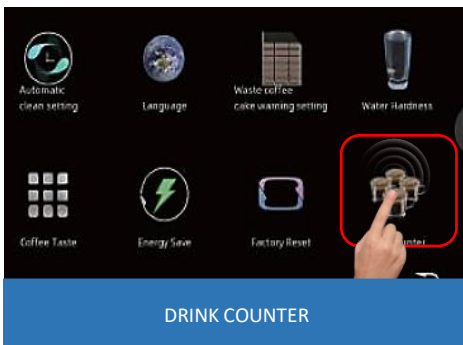 Automatic
clean setting
Language
Waste coffee
cake warning setting
Water Hardness
Coffee Taste
Energy Save
Factory Reset
DRINK COUNTER